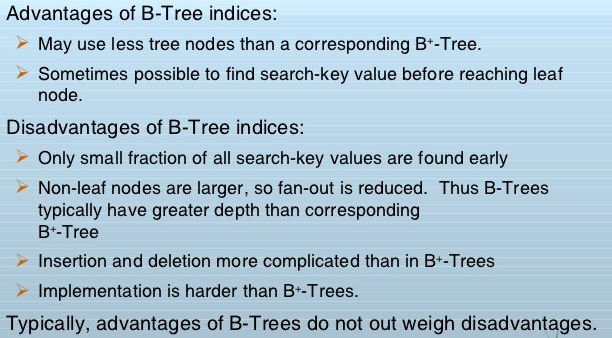 Advantages of B-Tree indices:
➢ May use less tree nodes than a corresponding B⁺-Tree.
➢ Sometimes possible to find search-key value before reaching leaf
node.
Disadvantages of B-Tree indices:
➢ Only small fraction of all search-key values are found early
➢ Non-leaf nodes are larger, so fan-out is reduced. Thus B-Trees
typically have greater depth than corresponding
B⁺-Tree
➢ Insertion and deletion more complicated than in B⁺-Trees
➢ Implementation is harder than B⁺-Trees.
Typically, advantages of B-Trees do not out weigh disadvantages.